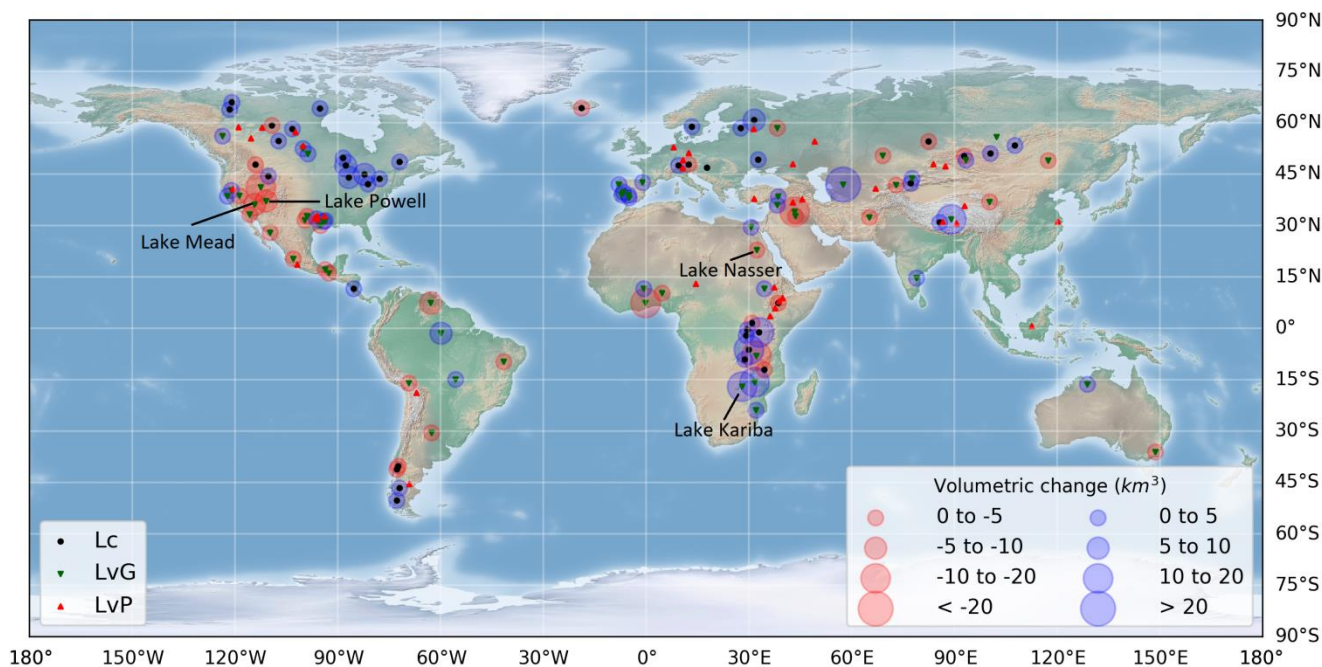 90°N
75°N
60°N
45°N
30°N
15°N
0°
15°S
30°S
45°S
60°S
75°S
90°S
Lake Powell
Lake Mead
Lake Nasser
Lake Kariba
Lc
LvG
LvP
Volumetric change (km³)
0 to -5 0 to 5
-5 to -10 5 to 10
-10 to -20 10 to 20
< -20 > 20
180° 150°W 120°W 90°W 60°W 30°W 0° 30°E 60°E 90°E 120°E 150°E 180°